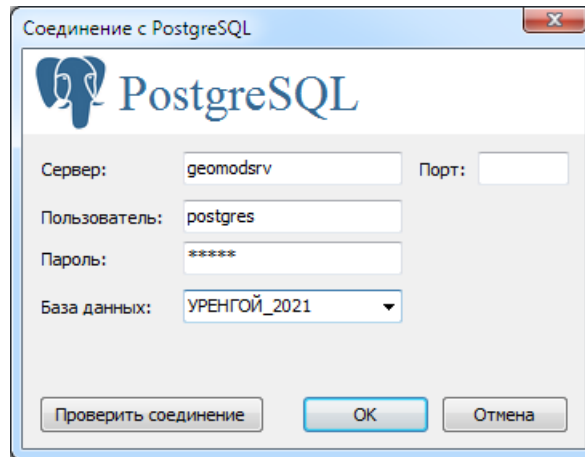 Соединение с PostgreSQL
PostgreSQL
Сервер: geomodsrv Порт:
Пользователь: postgres
Пароль: *****
База данных: УРЕНГОЙ_2021
Проверить соединение OK Отмена